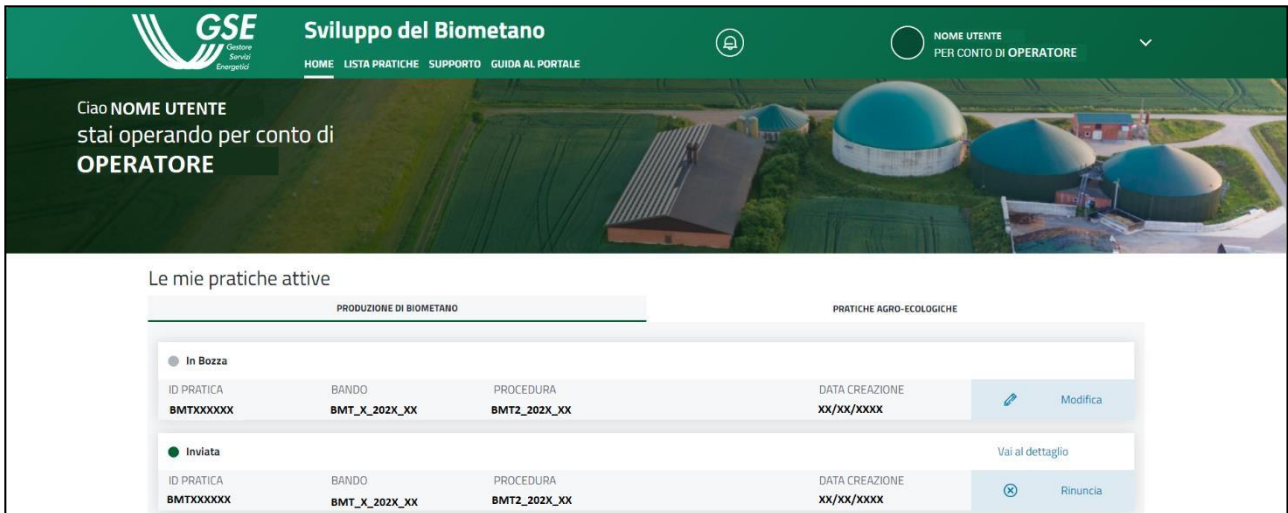 GSE
Gestore
Servizi
Energetici
Sviluppo del Biometano
HOME LISTA PRATICHE SUPPORTO GUIDA AL PORTALE
NOME UTENTE
PER CONTO DI OPERATORE
Ciao NOME UTENTE
stai operando per conto di
OPERATORE
Le mie pratiche attive
PRODUZIONE DI BIOMETANO PRATICHE AGRO-ECOLOGICHE
In Bozza
ID PRATICA BANDO PROCEDURA DATA CREAZIONE
BMTXXXXXX BMT_X_202X_XX BMT2_202X_XX XX/XX/XXXX Modifica
Inviata Vai al dettaglio
ID PRATICA BANDO PROCEDURA DATA CREAZIONE
BMTXXXXXX BMT_X_202X_XX BMT2_202X_XX XX/XX/XXXX Rinuncia